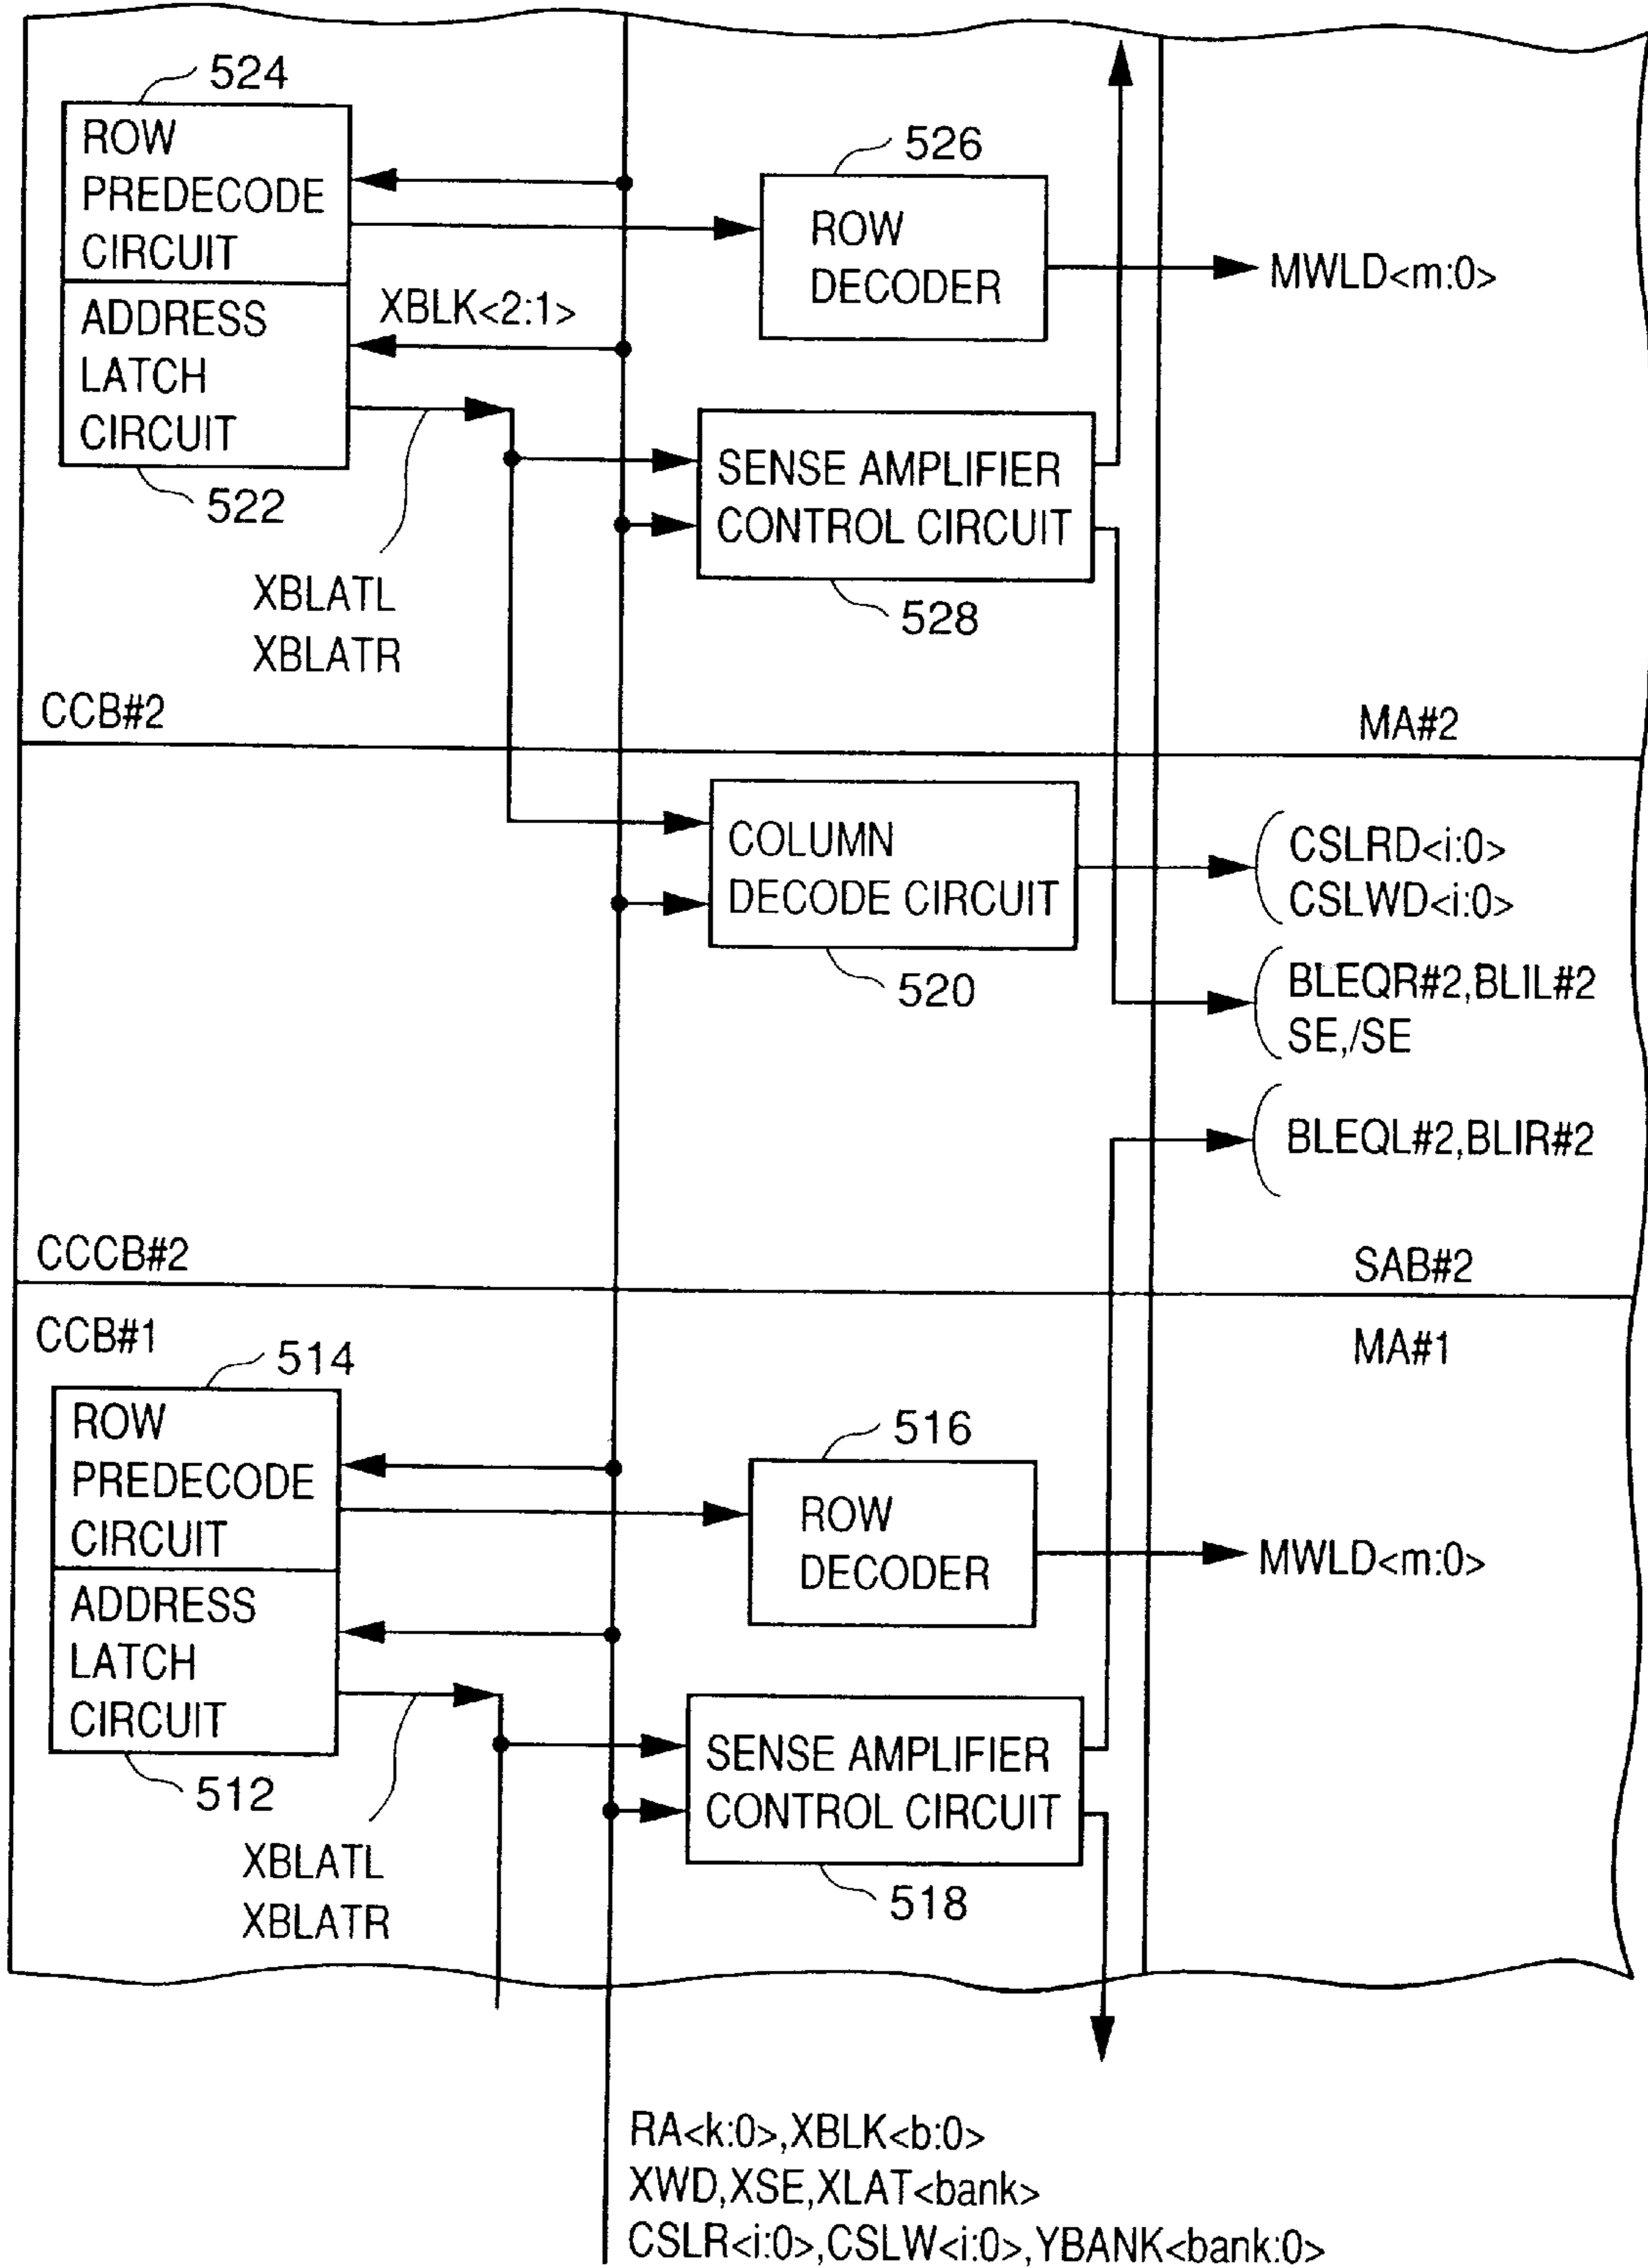 524
ROW
PREDECODE
CIRCUIT
526
ROW
DECODER
MWLD<m:0>
ADDRESS
LATCH
CIRCUIT
XBLK<2:1>
522
SENSE AMPLIFIER
CONTROL CIRCUIT
528
XBLATL
XBLATR
CCB#2
MA#2
COLUMN
DECODE CIRCUIT
520
CSLRD<i:0>
CSLWD<i:0>
BLEQR#2,BLIL#2
SE,/SE
BLEQL#2,BLIR#2
CCCB#2
SAB#2
CCB#1
MA#1
514
ROW
PREDECODE
CIRCUIT
516
ROW
DECODER
MWLD<m:0>
ADDRESS
LATCH
CIRCUIT
512
SENSE AMPLIFIER
CONTROL CIRCUIT
518
XBLATL
XBLATR
RA<k:0>,XBLK<b:0>
XWD,XSE,XLAT<bank>
CSLR<i:0>,CSLW<i:0>,YBANK<bank:0>